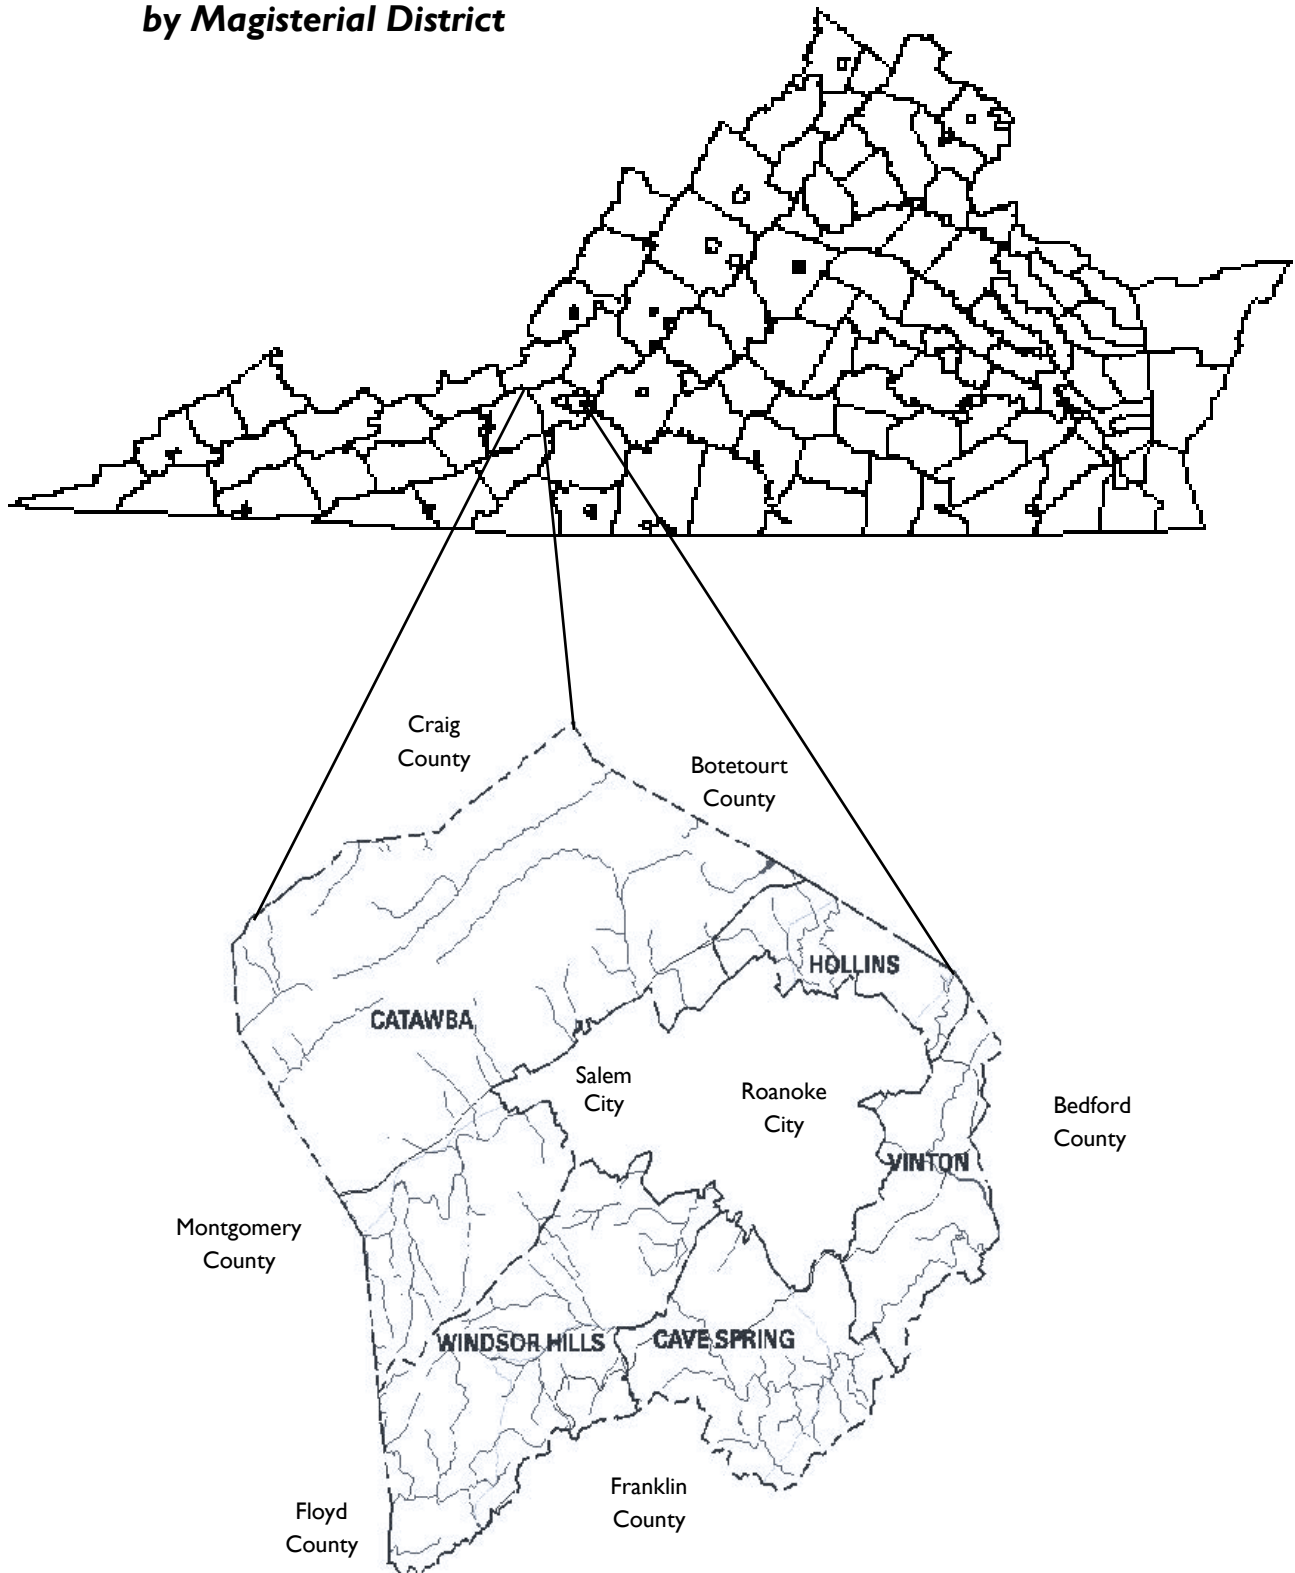 by Magisterial District
Craig
County
Botetourt
County
HOLLINS
CATAWBA
Salem
City
Roanoke
City
Bedford
County
VINTON
Montgomery
County
WINDSOR HILLS
CAVE SPRING
Franklin
County
Floyd
County